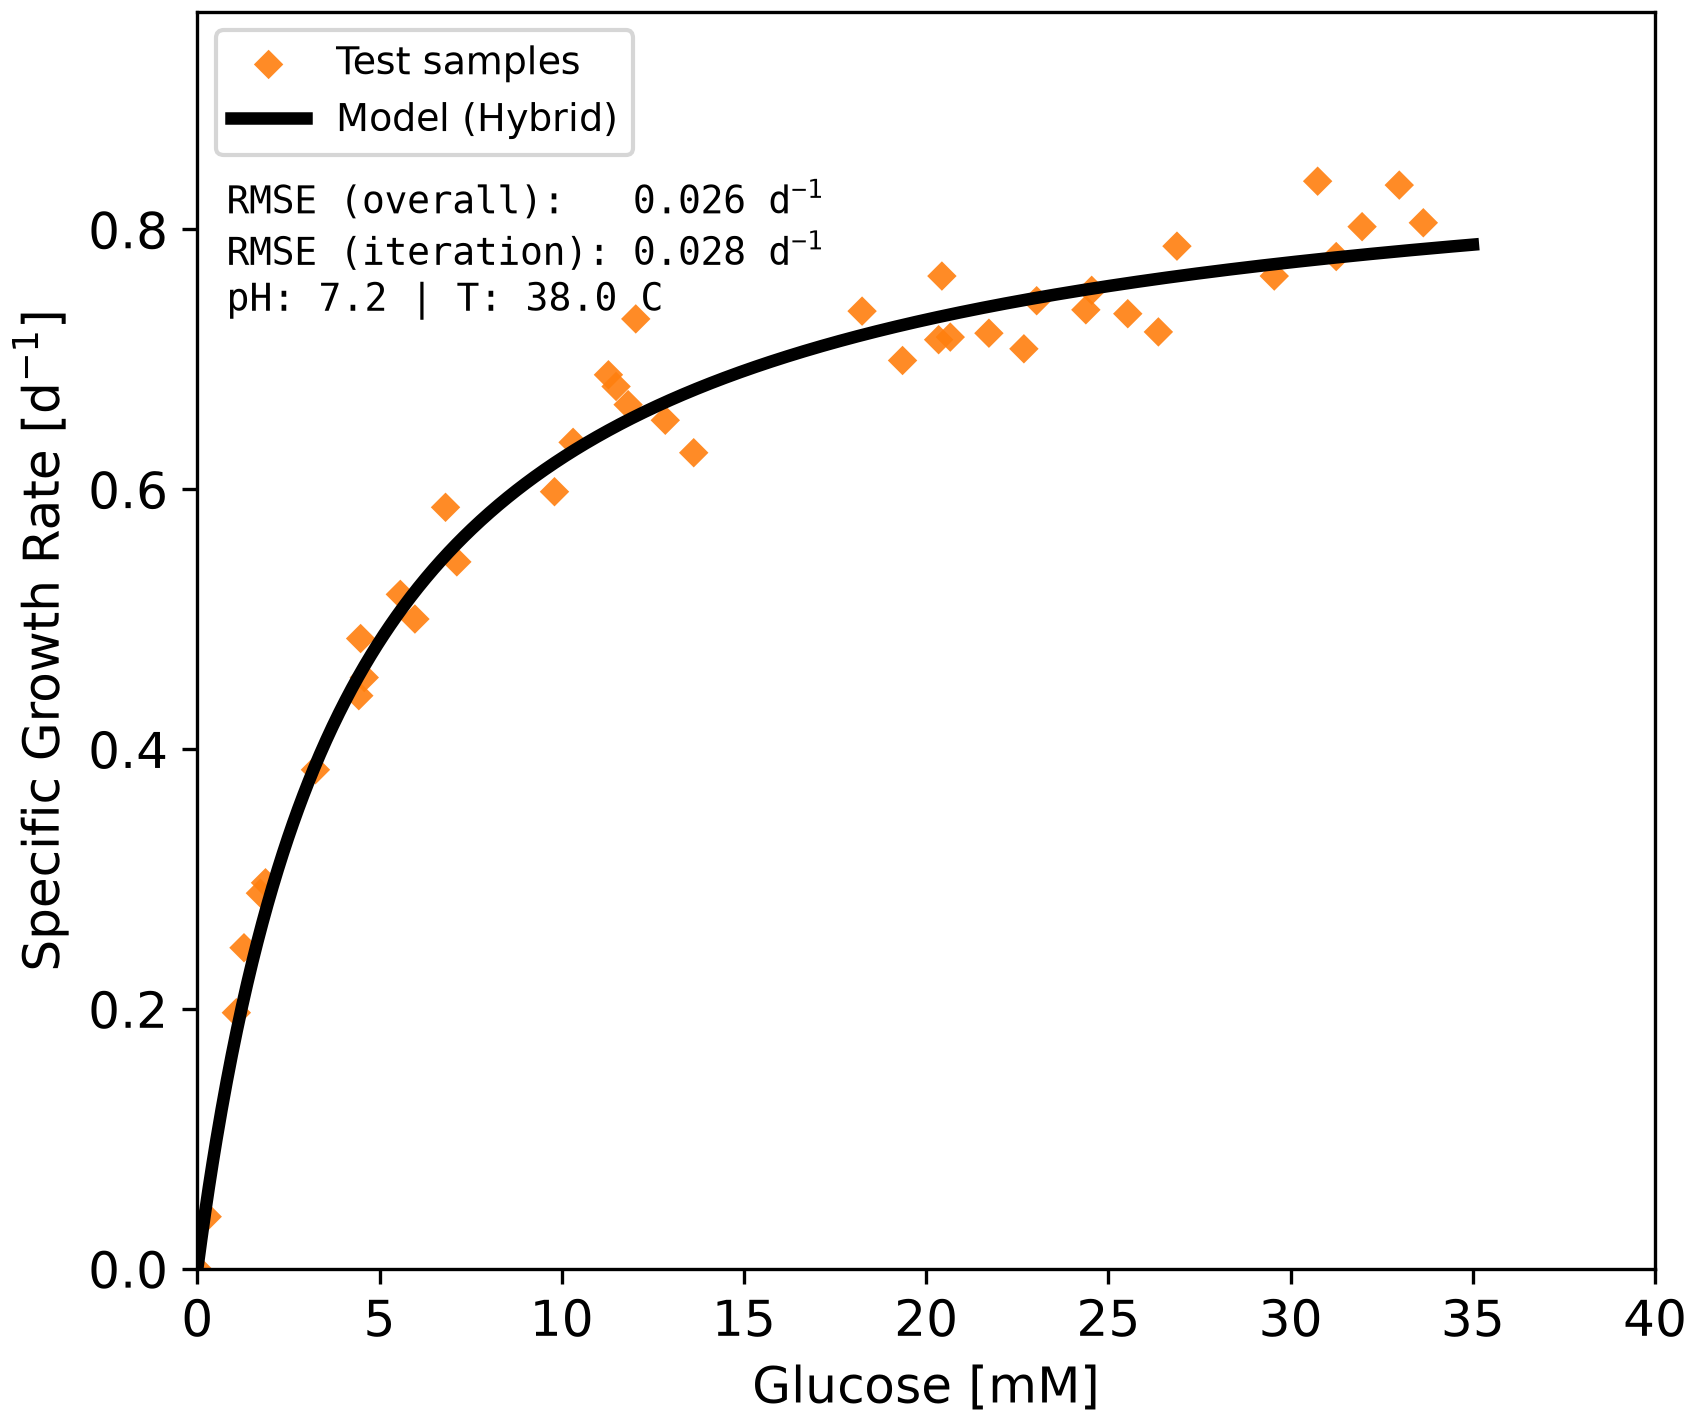 Test samples
Model (Hybrid)
RMSE (overall):   0.026 d⁻¹
RMSE (iteration): 0.028 d⁻¹
pH: 7.2 | T: 38.0 C
Specific Growth Rate [d⁻¹]
0.8
0.6
0.4
0.2
0.0
0 5 10 15 20 25 30 35 40
Glucose [mM]